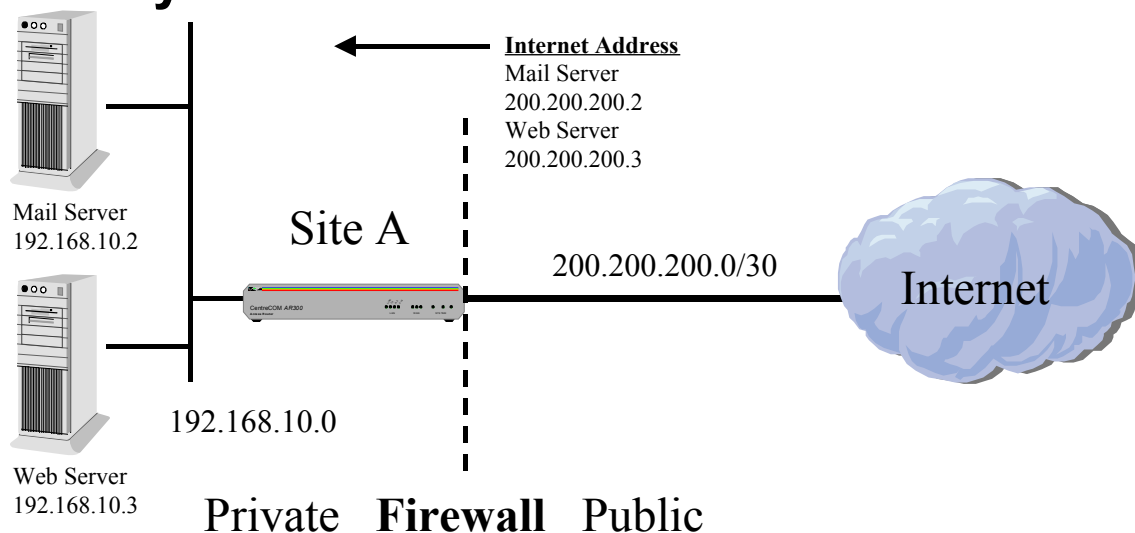 Internet Address
Mail Server
200.200.200.2
Web Server
200.200.200.3
Mail Server
192.168.10.2
Site A
200.200.200.0/30
Internet
CentreCOM AR300
192.168.10.0
Web Server
192.168.10.3
Private Firewall Public